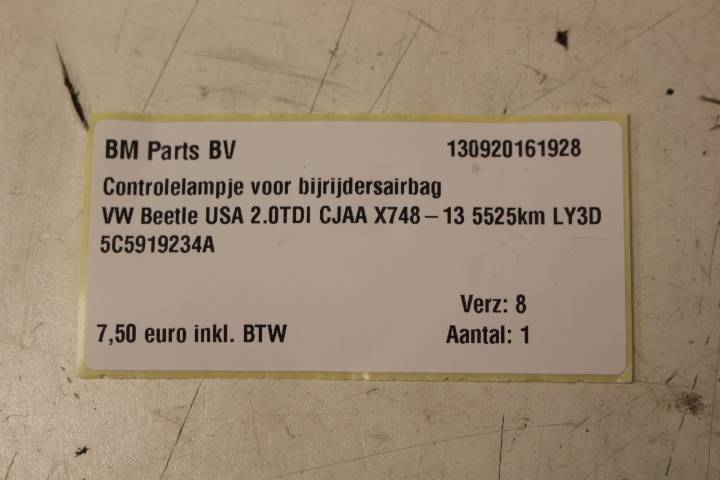 BM Parts BV 130920161928
Controlelampje voor bijrijdersairbag
VW Beetle USA 2.0TDI CJAA X748-13 5525km LY3D
5C5919234A
Verz: 8
7,50 euro inkl. BTW Aantal: 1